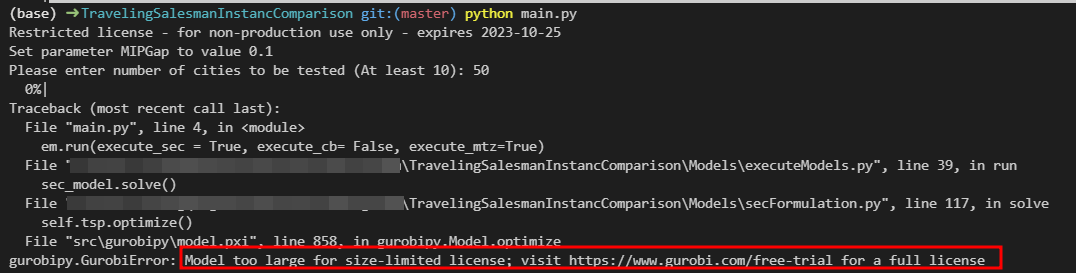 (base) ➜TravelingSalesmanInstancComparison git:(master) python main.py
Restricted license - for non-production use only - expires 2023-10-25
Set parameter MIPGap to value 0.1
Please enter number of cities to be tested (At least 10): 50
0%|
Traceback (most recent call last):
File "main.py", line 4, in <module>
em.run(execute_sec = True, execute_cb= False, execute_mtz=True)
File "\TravelingSalesmanInstancComparison\Models\executeModels.py", line 39, in run
sec_model.solve()
File "\TravelingSalesmanInstancComparison\Models\secFormulation.py", line 117, in solve
self.tsp.optimize()
File "src\gurobipy\model.pxi", line 858, in gurobipy.Model.optimize
gurobipy.GurobiError: Model too large for size-limited license; visit https://www.gurobi.com/free-trial for a full license